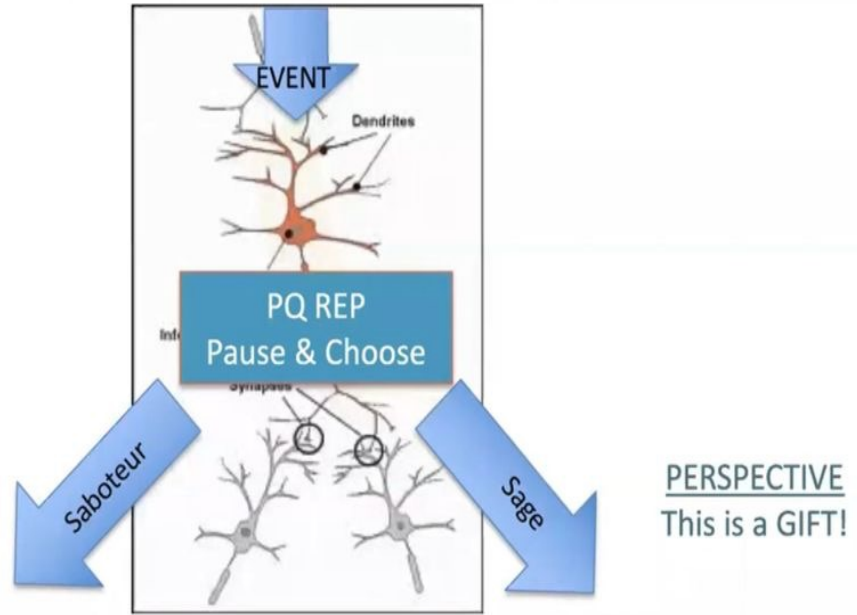 EVENT
Dendrites
PQ REP
Pause & Choose
Synapses
Saboteur
Sage
PERSPECTIVE
This is a GIFT!